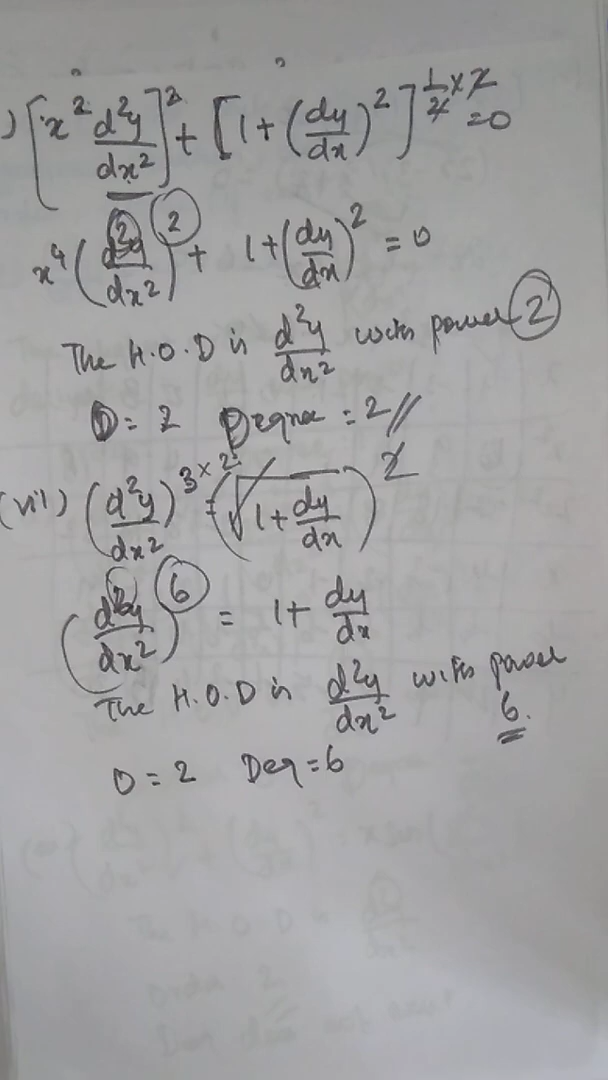 ) [x² d²y/dx²]² + [1 + (dy/dx)²]^(1/2 × 2) = 0
x⁴ (d²y/dx²)² + 1 + (dy/dx)² = 0
The H.O.D is d²y/dx² with power 2
O = 2 Degree = 2 //
(vii) (d²y/dx²)^(3×2) = (√(1 + dy/dx))²
(d²y/dx²)⁶ = 1 + dy/dx
The H.O.D is d²y/dx² with power 6.
O = 2 Deg = 6